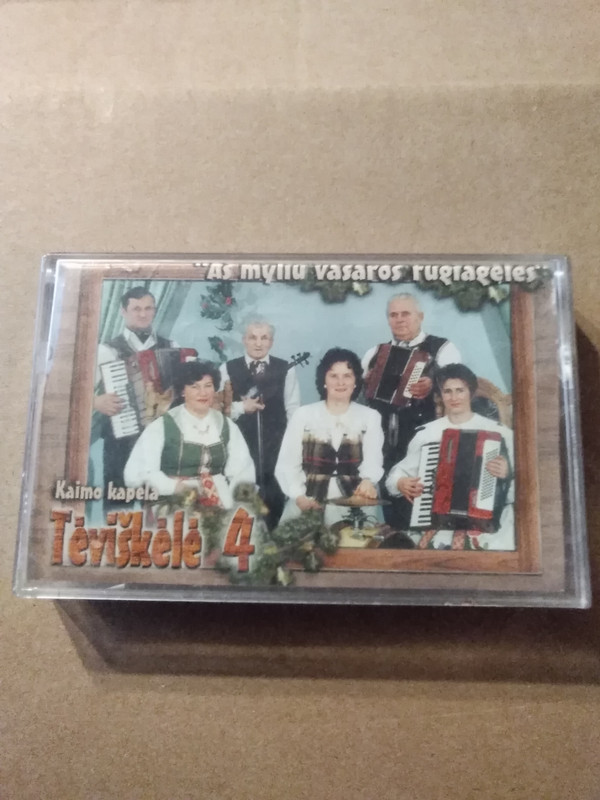 "Aš myliu vasaros rugiagėles"
Kaimo kapela
Tėviškėlė 4